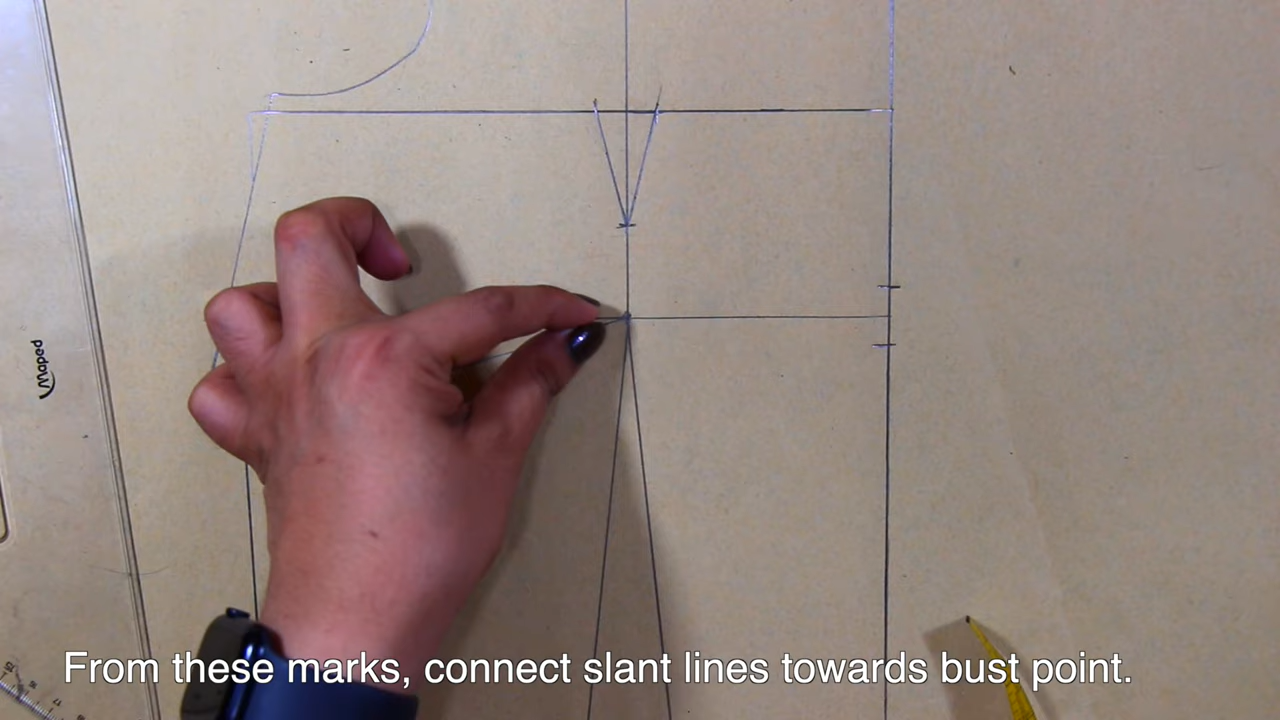 Maped
From these marks, connect slant lines towards bust point.